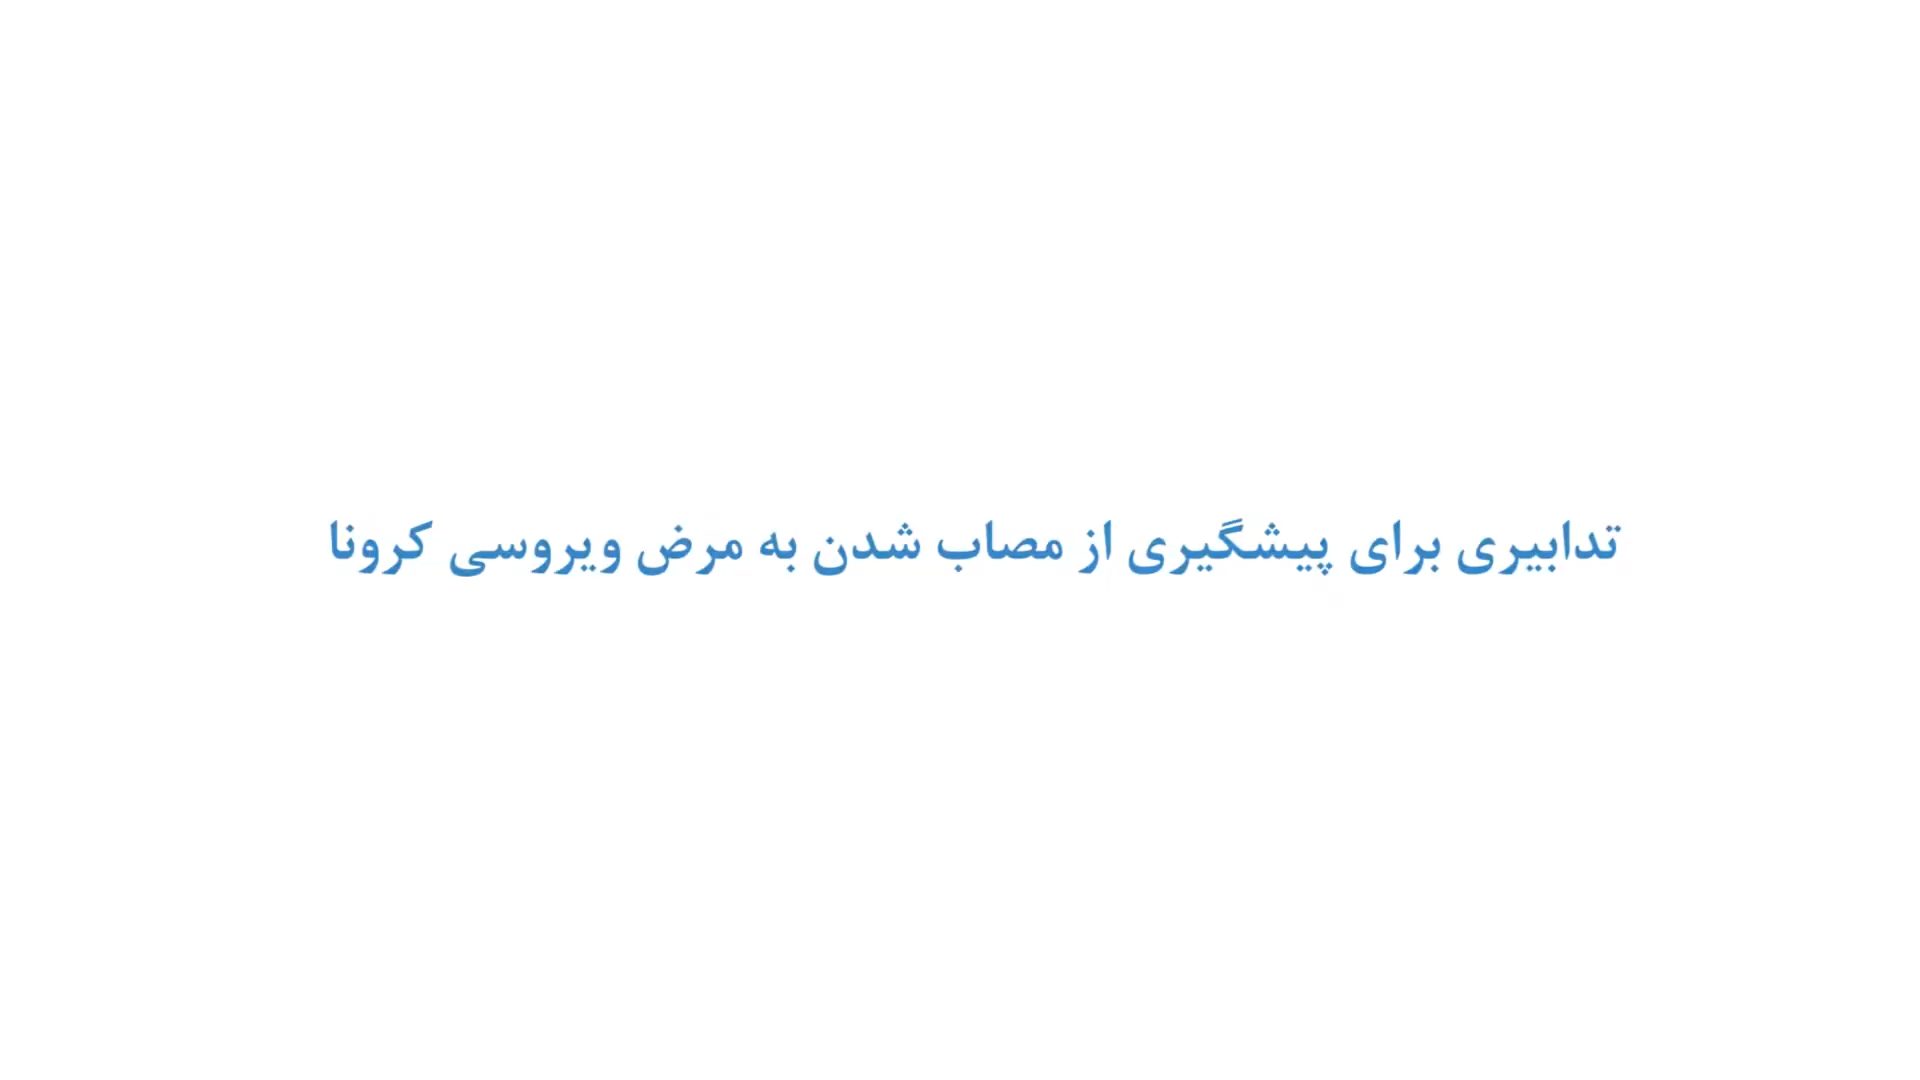 تدابیری برای پیشگیری از مصاب شدن به مرض ویروسی کرونا